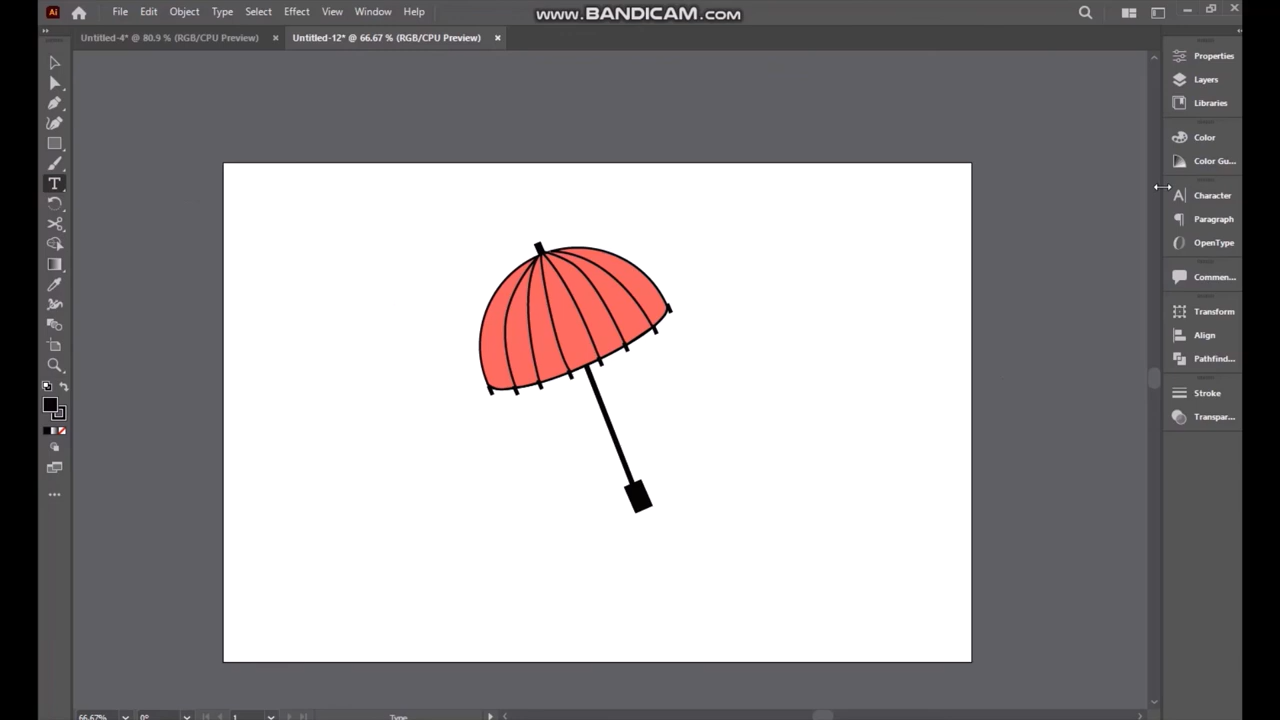 Ai File Edit Object Type Select Effect View Window Help
www.BANDICAM.com
Untitled-4* @ 80.9 % (RGB/CPU Preview) × Untitled-12* @ 66.67 % (RGB/CPU Preview) ×
Properties
Layers
Libraries
Color
Color Gu...
Character
Paragraph
OpenType
Commen...
Transform
Align
Pathfind...
Stroke
Transpar...
66.67% 0° 1 Type